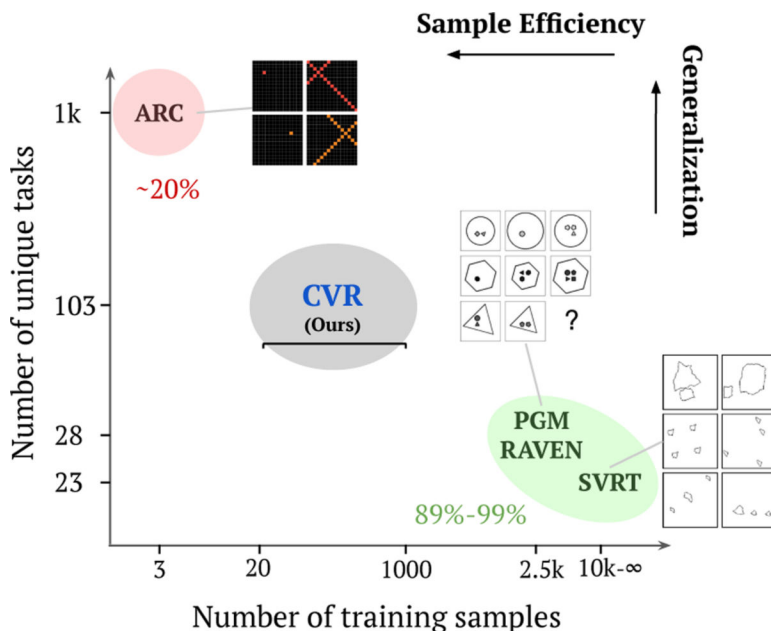 Sample Efficiency
Generalization
Number of unique tasks
1k
103
28
23
ARC
~20%
CVR
(Ours)
?
PGM
RAVEN
SVRT
89%-99%
3
20
1000
2.5k
10k-∞
Number of training samples